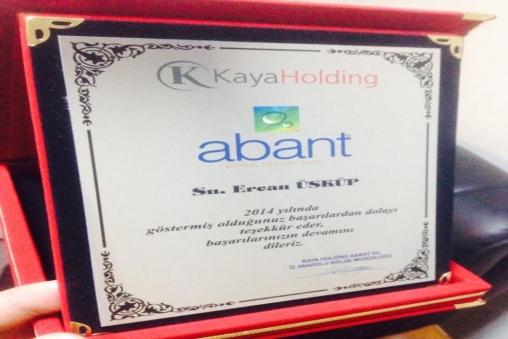 K KayaHolding
abant
Sn. Ercan ÜSKÜP
2014 yılında
göstermiş olduğunuz başarılardan dolayı
teşekkür eder,
başarılarınızın devamını
dileriz.
KAYA HOLDİNG ABANT SU
İÇ ANADOLU BÖLGE MÜDÜRLÜĞÜ